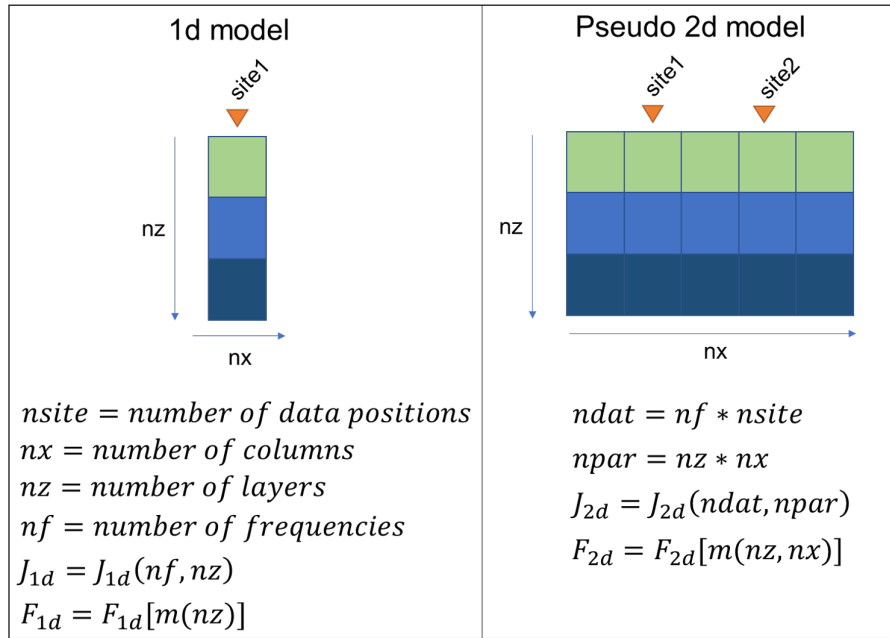 1d model
site1
nz
nx
nsite = number of data positions
nx = number of columns
nz = number of layers
nf = number of frequencies
J₁d = J₁d(nf, nz)
F₁d = F₁d[m(nz)]
Pseudo 2d model
site1
site2
nz
nx
ndat = nf * nsite
npar = nz * nx
J₂d = J₂d(ndat, npar)
F₂d = F₂d[m(nz, nx)]